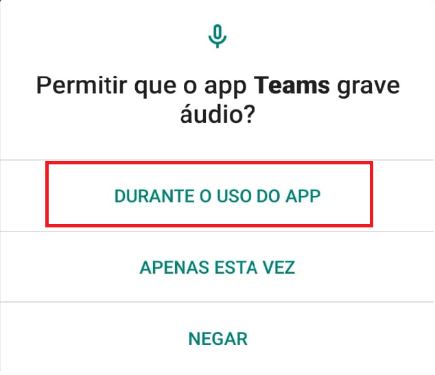 Permitir que o app Teams grave
áudio?
DURANTE O USO DO APP
APENAS ESTA VEZ
NEGAR